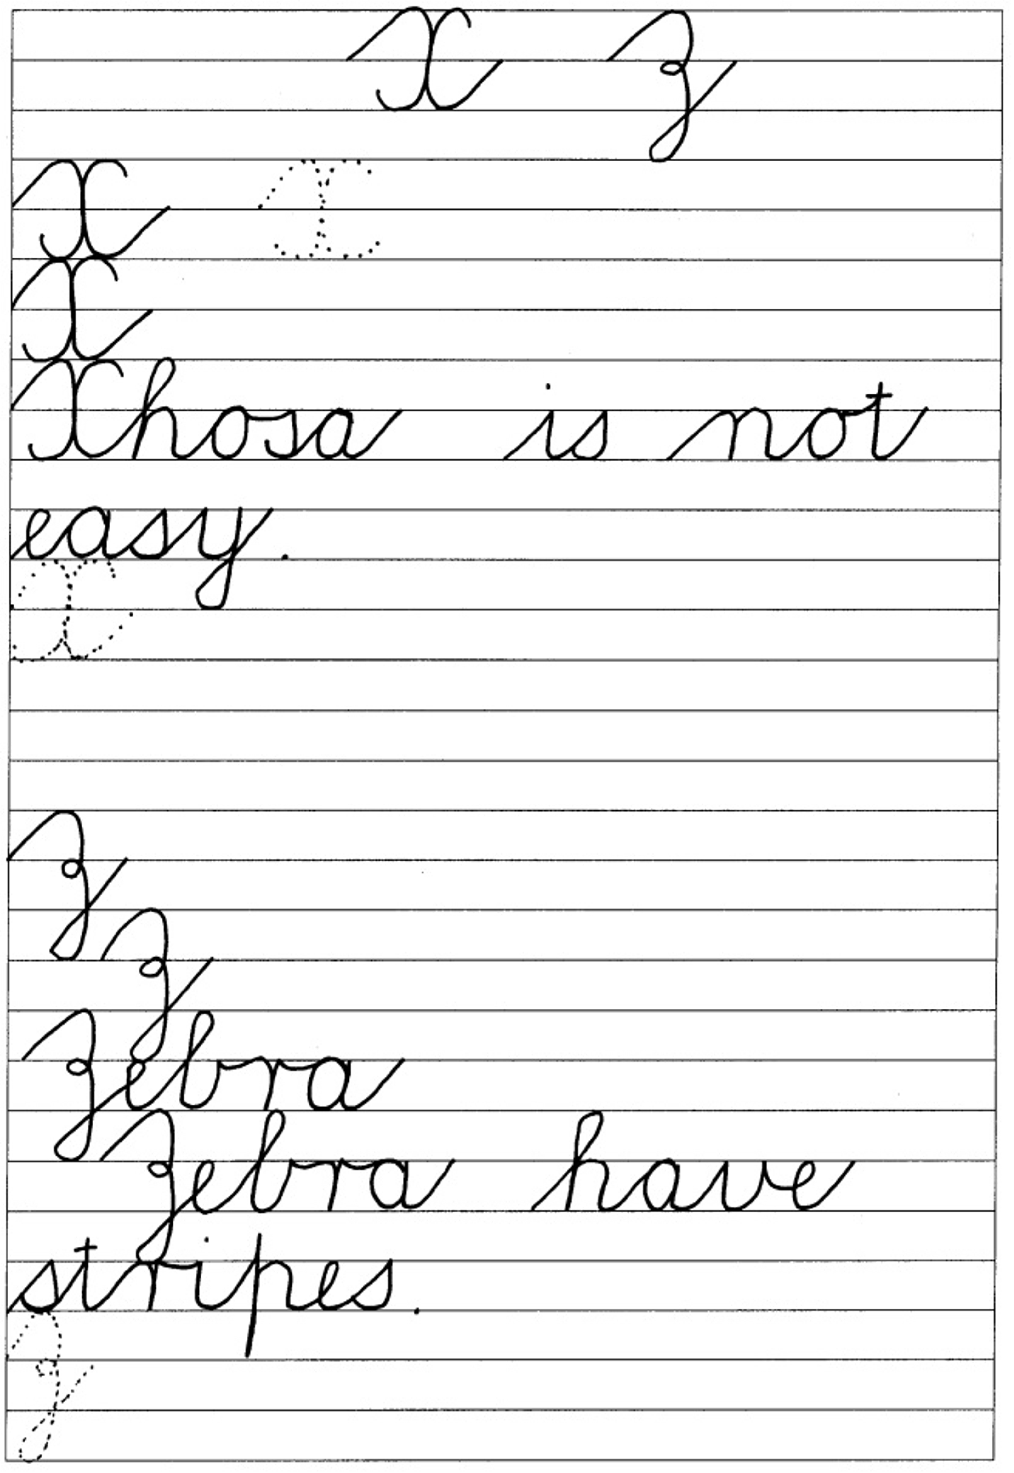 X Z
X X
X
Xhosa is not
easy.
X
Z
Z
Zebra
Zebra have
stripes.
Z